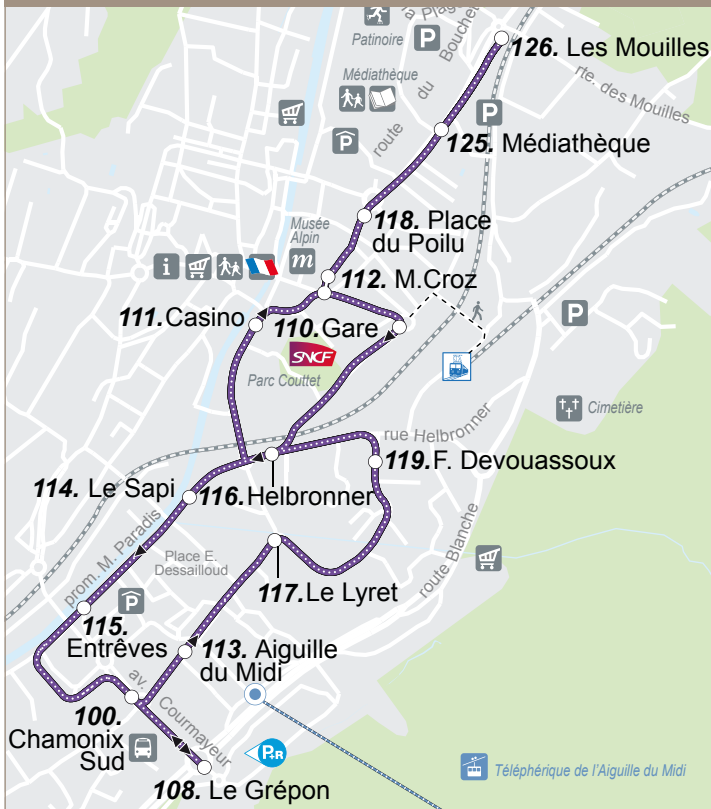 Plage
Patinoire
P
126. Les Mouilles
route du Bouchet
rte. des Mouilles
Médiathèque
P
P
125. Médiathèque
118. Place
du Poilu
Musée
Alpin
m
i
112. M.Croz
111. Casino
110. Gare
P
SNCF
Parc Couttet
rue Helbronner
Cimetière
119. F. Devouassoux
114. Le Sapi
116. Helbronner
prom. M. Paradis
Place E.
Dessailloud
route Blanche
117. Le Lyret
P
115.
Entrêves
113. Aiguille
du Midi
av. Courmayeur
100.
Chamonix
Sud
P+R
Téléphérique de l'Aiguille du Midi
108. Le Grépon